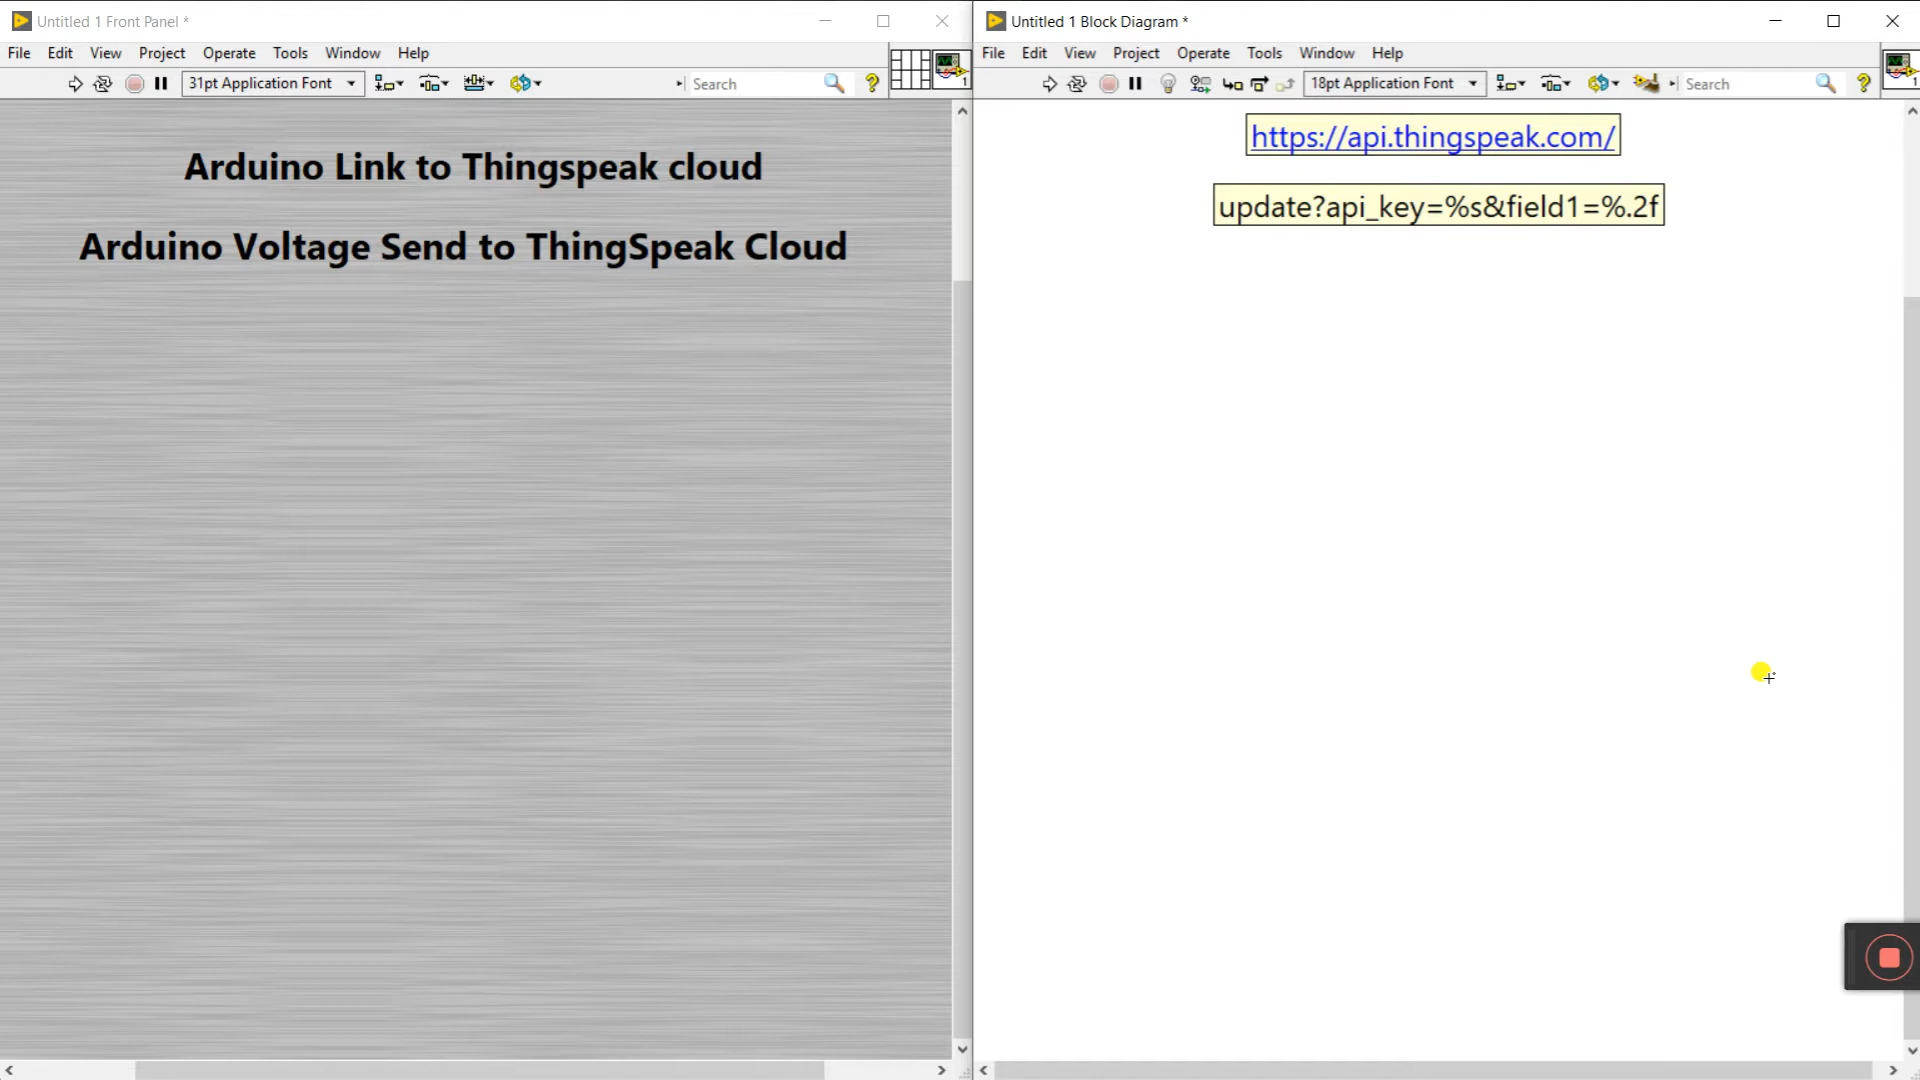 Untitled 1 Front Panel *
File Edit View Project Operate Tools Window Help
31pt Application Font
Search
Arduino Link to Thingspeak cloud
Arduino Voltage Send to ThingSpeak Cloud
Untitled 1 Block Diagram *
File Edit View Project Operate Tools Window Help
18pt Application Font
Search
https://api.thingspeak.com/
update?api_key=%s&field1=%.2f